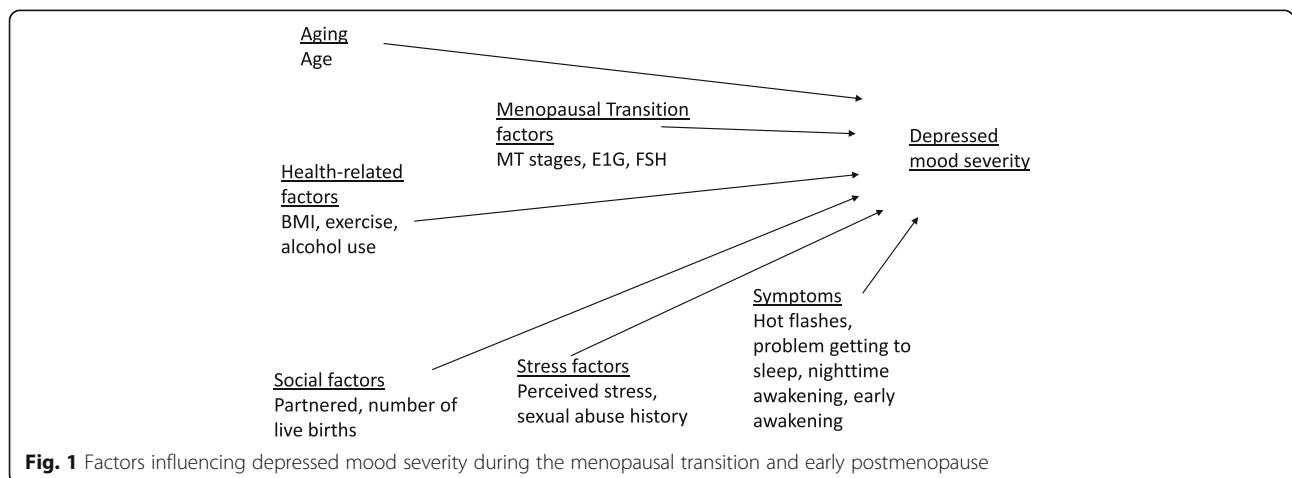 Aging
Age
Menopausal Transition
factors
MT stages, E1G, FSH
Depressed
mood severity
Health-related
factors
BMI, exercise,
alcohol use
Symptoms
Hot flashes,
problem getting to
sleep, nighttime
awakening, early
awakening
Stress factors
Perceived stress,
sexual abuse history
Social factors
Partnered, number of
live births
Fig. 1 Factors influencing depressed mood severity during the menopausal transition and early postmenopause